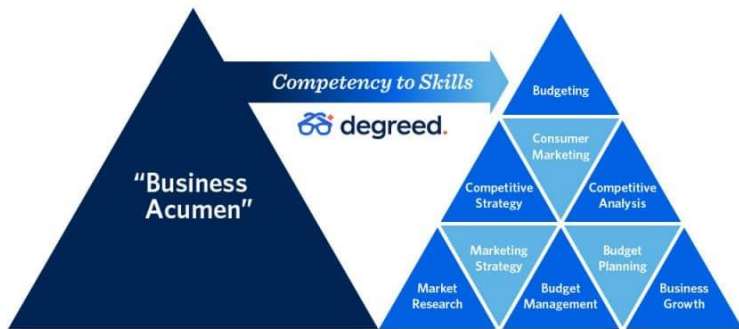 Competency to Skills
degreed.
"Business
Acumen"
Budgeting
Consumer
Marketing
Competitive
Strategy
Competitive
Analysis
Marketing
Strategy
Budget
Planning
Market
Research
Budget
Management
Business
Growth